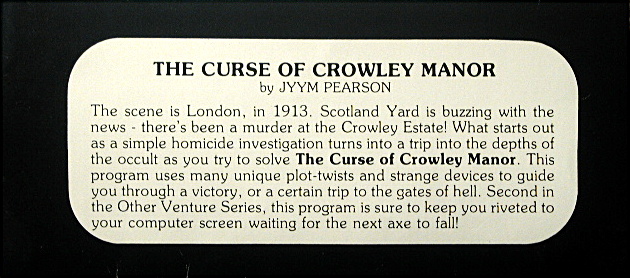 THE CURSE OF CROWLEY MANOR
by JYYM PEARSON
The scene is London, in 1913. Scotland Yard is buzzing with the
news - there's been a murder at the Crowley Estate! What starts out
as a simple homicide investigation turns into a trip into the depths of
the occult as you try to solve The Curse of Crowley Manor. This
program uses many unique plot-twists and strange devices to guide
you through a victory, or a certain trip to the gates of hell. Second in
the Other Venture Series, this program is sure to keep you riveted to
your computer screen waiting for the next axe to fall!